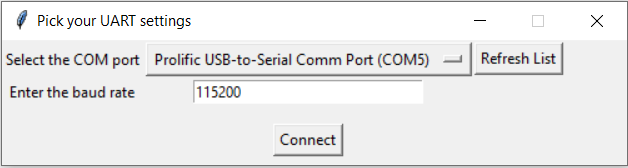 Pick your UART settings
Select the COM port Prolific USB-to-Serial Comm Port (COM5) Refresh List
Enter the baud rate 115200
Connect